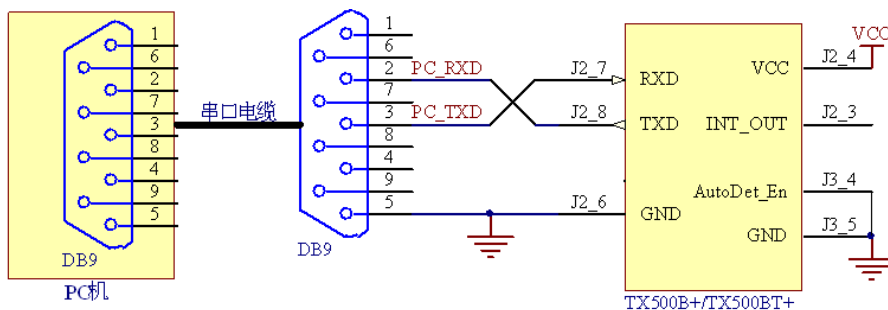 1
6
2
7
3
8
4
9
5
DB9
PC机
串口电缆
1
6
2
7
3
8
4
9
5
DB9
PC_RXD
PC_TXD
J2_7
J2_8
J2_6
RXD
TXD
GND
VCC
INT_OUT
AutoDet_En
GND
J2_4
J2_3
J3_4
J3_5
VCC
TX500B+/TX500BT+